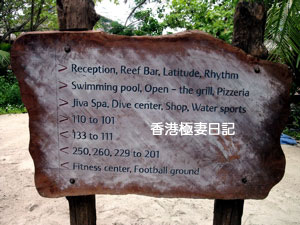 > Reception, Reef Bar, Latitude, Rhythm
> Swimming pool, Open - the grill, Pizzeria
> Jiva Spa, Dive center, Shop, Water sports
> 110 to 101
< 133 to 111
< 250, 260, 229 to 201
> Fitness center, Football ground
香港極妻日記